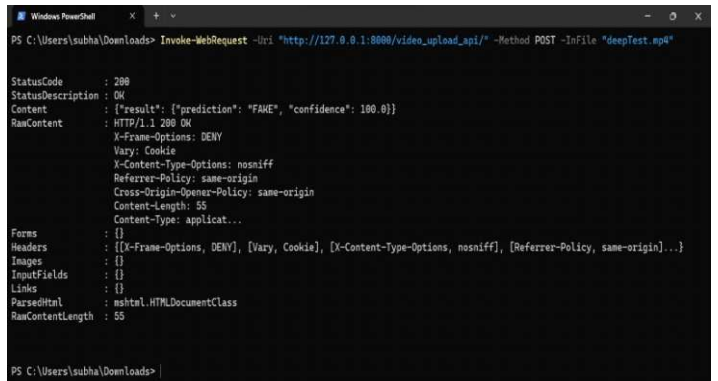 Windows PowerShell
PS C:\Users\subha\Downloads> Invoke-WebRequest -Uri "http://127.0.0.1:8000/video_upload_api/" -Method POST -InFile "deepTest.mp4"
StatusCode : 200
StatusDescription : OK
Content : {"result": {"prediction": "FAKE", "confidence": 100.0}}
RawContent : HTTP/1.1 200 OK
X-Frame-Options: DENY
Vary: Cookie
X-Content-Type-Options: nosniff
Referrer-Policy: same-origin
Cross-Origin-Opener-Policy: same-origin
Content-Length: 55
Content-Type: applicat...
Forms : {}
Headers : {[X-Frame-Options, DENY], [Vary, Cookie], [X-Content-Type-Options, nosniff], [Referrer-Policy, same-origin]...}
Images : {}
InputFields : {}
Links : {}
ParsedHtml : mshtml.HTMLDocumentClass
RawContentLength : 55
PS C:\Users\subha\Downloads>